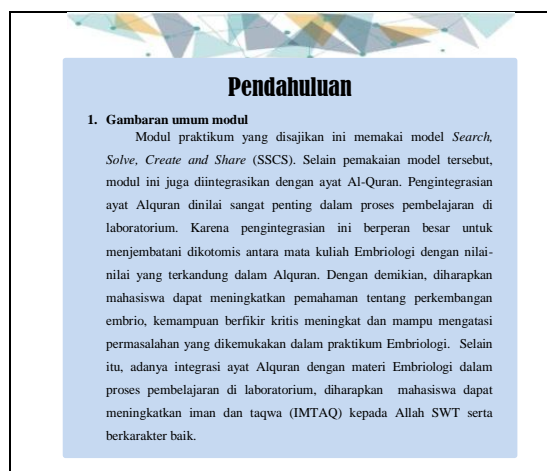 Pendahuluan
1. Gambaran umum modul
Modul praktikum yang disajikan ini memakai model Search,
Solve, Create and Share (SSCS). Selain pemakaian model tersebut,
modul ini juga diintegrasikan dengan ayat Al-Quran. Pengintegrasian
ayat Alquran dinilai sangat penting dalam proses pembelajaran di
laboratorium. Karena pengintegrasian ini berperan besar untuk
menjembatani dikotomis antara mata kuliah Embriologi dengan nilai-
nilai yang terkandung dalam Alquran. Dengan demikian, diharapkan
mahasiswa dapat meningkatkan pemahaman tentang perkembangan
embrio, kemampuan berfikir kritis meningkat dan mampu mengatasi
permasalahan yang dikemukakan dalam praktikum Embriologi. Selain
itu, adanya integrasi ayat Alquran dengan materi Embriologi dalam
proses pembelajaran di laboratorium, diharapkan mahasiswa dapat
meningkatkan iman dan taqwa (IMTAQ) kepada Allah SWT serta
berkarakter baik.